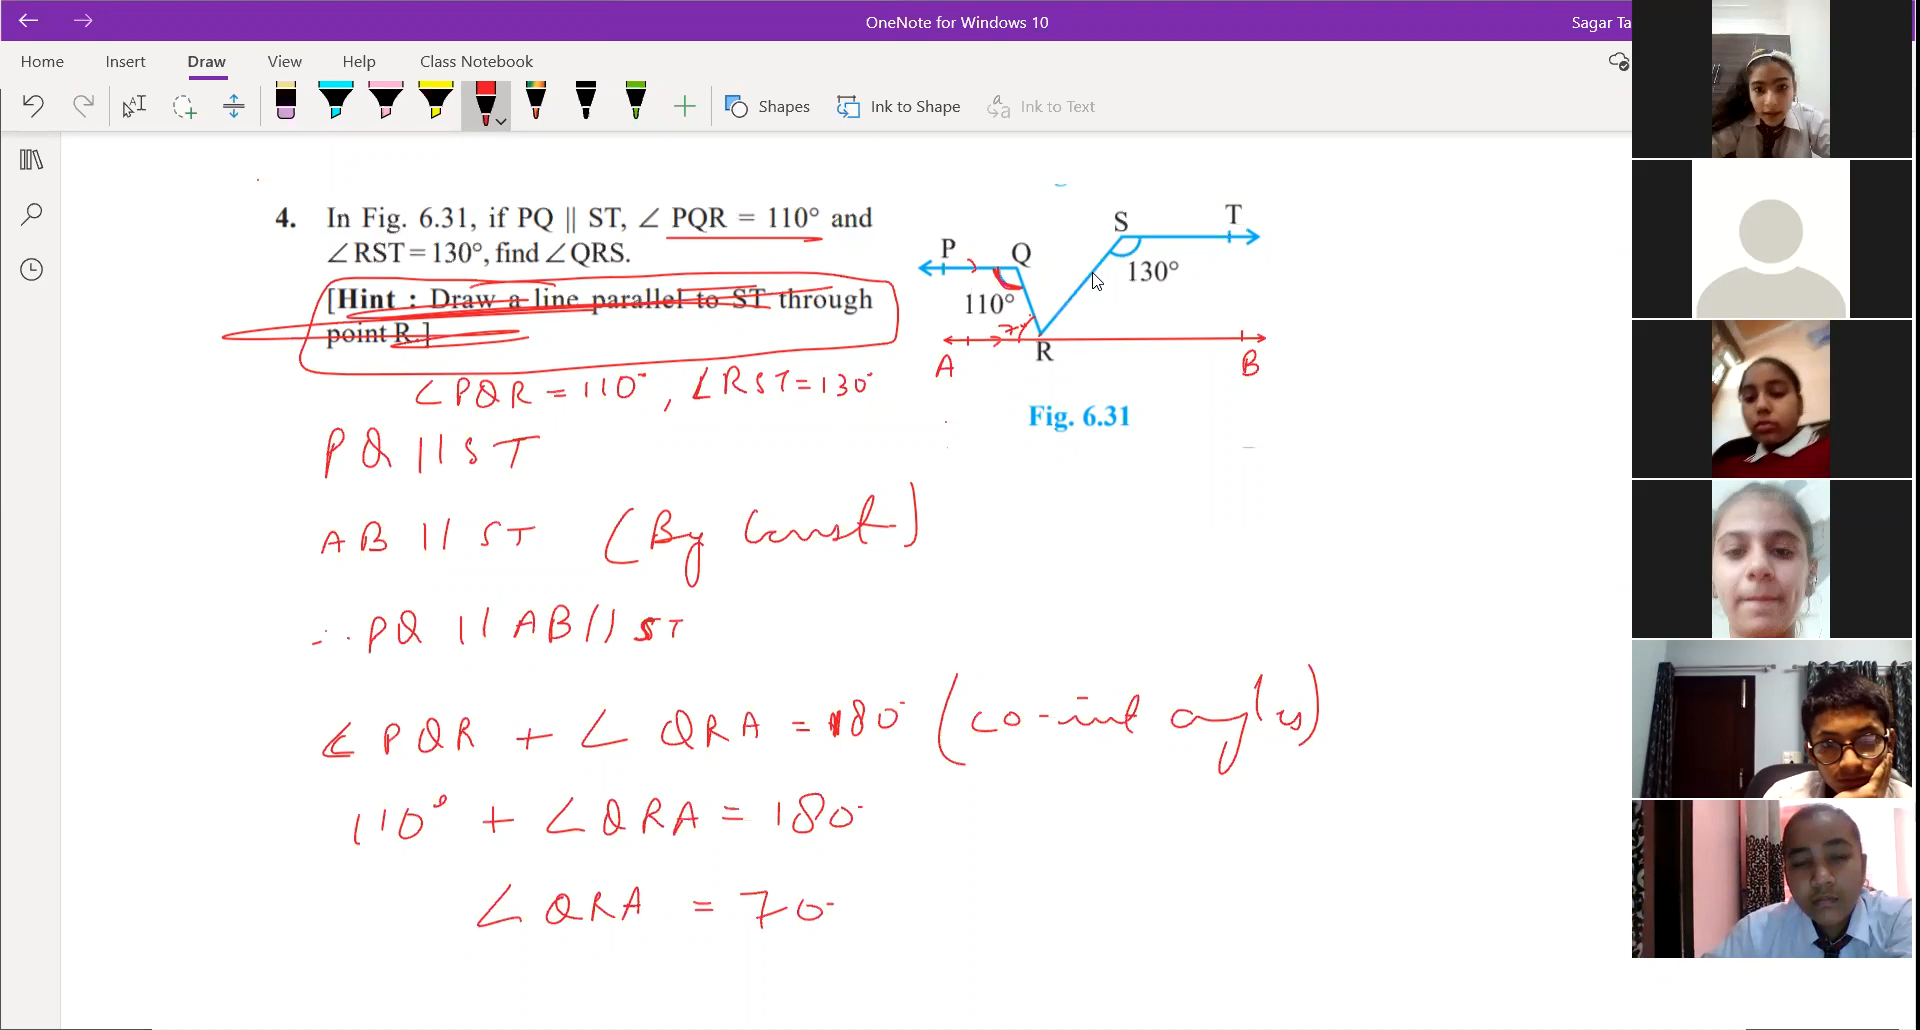 OneNote for Windows 10
Sagar Ta
Home Insert Draw View Help Class Notebook
Shapes Ink to Shape Ink to Text
4. In Fig. 6.31, if PQ || ST, ∠ PQR = 110° and
∠ RST = 130°, find ∠ QRS.
[Hint : Draw a line parallel to ST through
point R.]
P Q S T
110° 130°
70
A R B
Fig. 6.31
∠PQR = 110°, ∠RST = 130°
PQ || ST
AB || ST (By Const)
∴ PQ || AB || ST
∠PQR + ∠QRA = 180° (co-int angles)
110° + ∠QRA = 180°
∠QRA = 70°